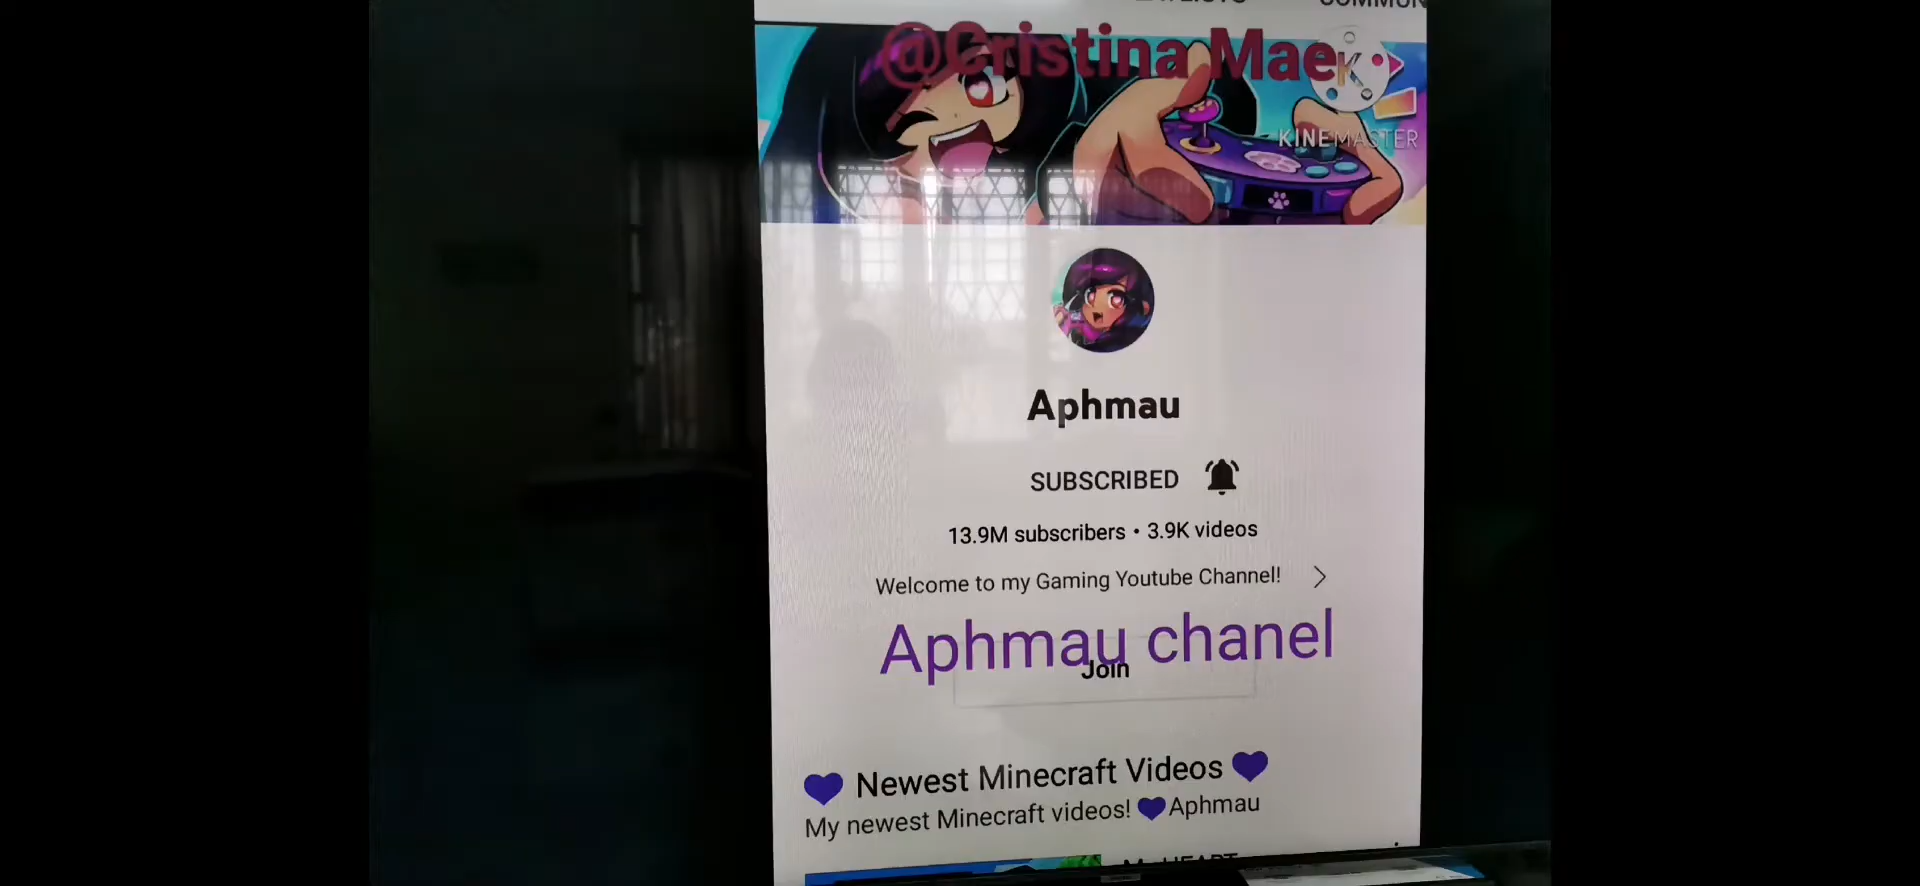 @Cristina Mae
KINEMASTER
Aphmau
SUBSCRIBED
13.9M subscribers • 3.9K videos
Welcome to my Gaming Youtube Channel!
Aphmau chanel
Join
💜 Newest Minecraft Videos 💜
My newest Minecraft videos! 💜Aphmau